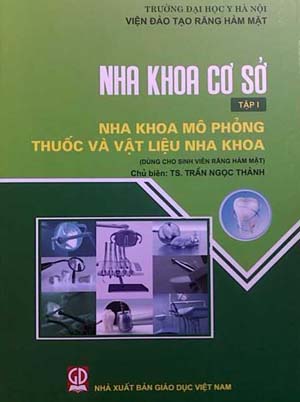 TRƯỜNG ĐẠI HỌC Y HÀ NỘI
VIỆN ĐÀO TẠO RĂNG HÀM MẶT
NHA KHOA CƠ SỞ
TẬP I
NHA KHOA MÔ PHỎNG
THUỐC VÀ VẬT LIỆU NHA KHOA
(DÙNG CHO SINH VIÊN RĂNG HÀM MẶT)
Chủ biên: TS. TRẦN NGỌC THÀNH
NHÀ XUẤT BẢN GIÁO DỤC VIỆT NAM